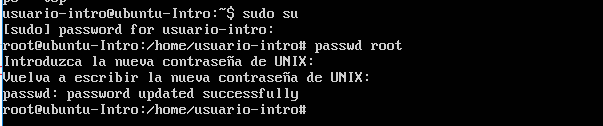 usuario-intro@ubuntu-Intro:~$ sudo su
[sudo] password for usuario-intro:
root@ubuntu-Intro:/home/usuario-intro# passwd root
Introduzca la nueva contraseña de UNIX:
Vuelva a escribir la nueva contraseña de UNIX:
passwd: password updated successfully
root@ubuntu-Intro:/home/usuario-intro#